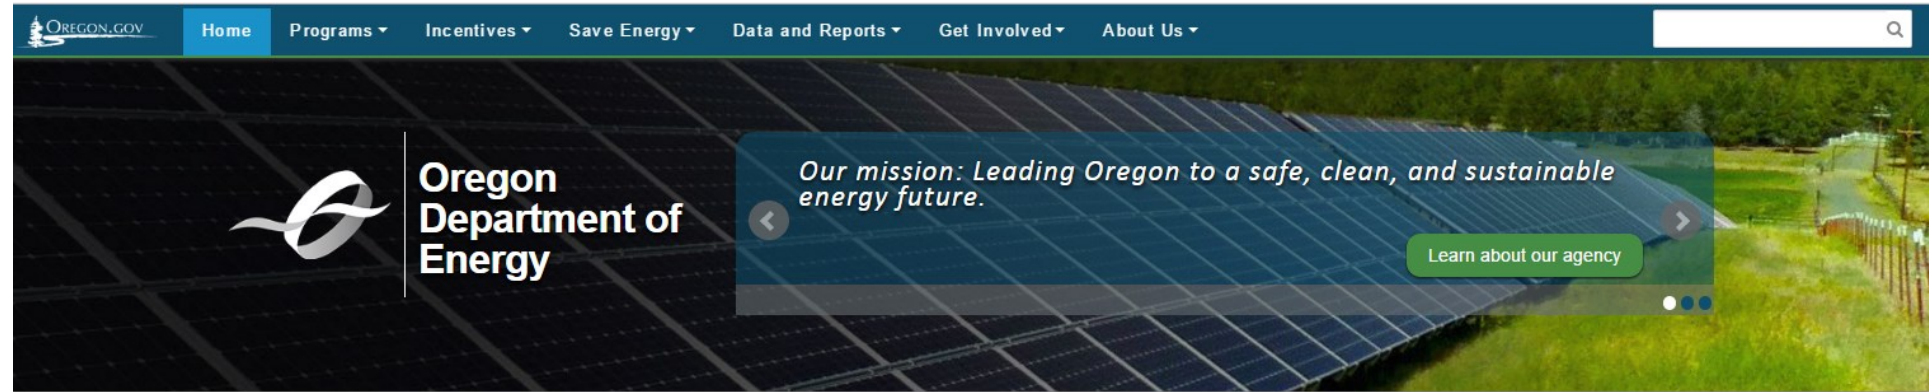 OREGON.GOV
Home Programs Incentives Save Energy Data and Reports Get Involved About Us
Oregon
Department of
Energy
Our mission: Leading Oregon to a safe, clean, and sustainable
energy future.
Learn about our agency